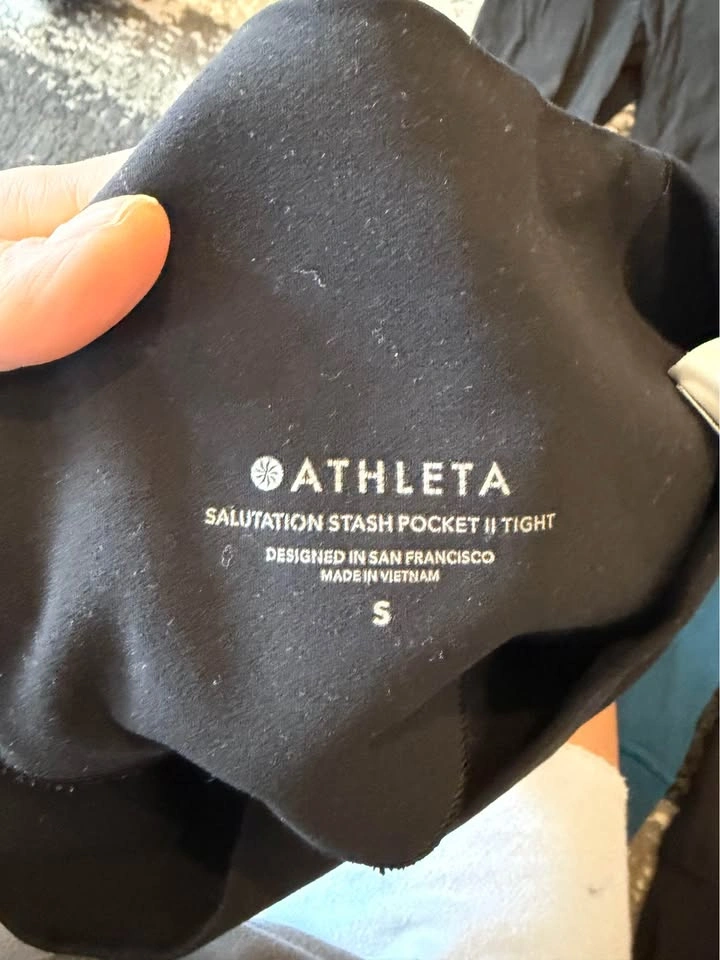 ATHLETA
SALUTATION STASH POCKET II TIGHT
DESIGNED IN SAN FRANCISCO
MADE IN VIETNAM
S